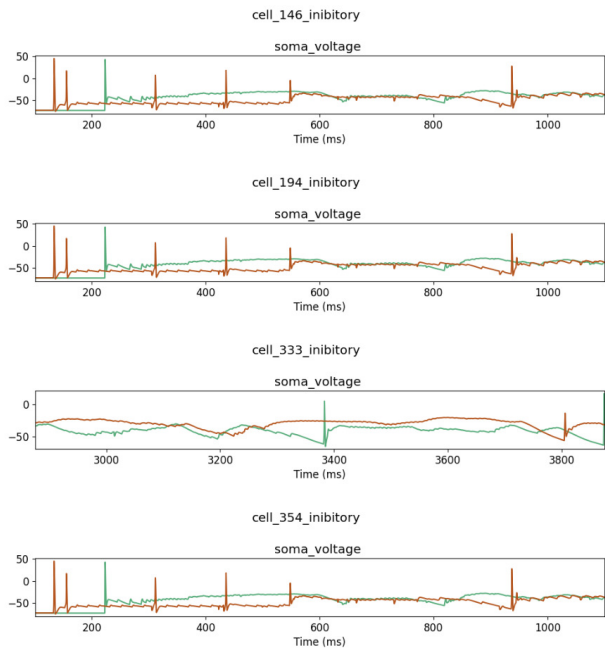 cell_146_inibitory
soma_voltage
50
0
−50
200 400 600 800 1000
Time (ms)
cell_194_inibitory
soma_voltage
50
0
−50
200 400 600 800 1000
Time (ms)
cell_333_inibitory
soma_voltage
0
−50
3000 3200 3400 3600 3800
Time (ms)
cell_354_inibitory
soma_voltage
50
0
−50
200 400 600 800 1000
Time (ms)